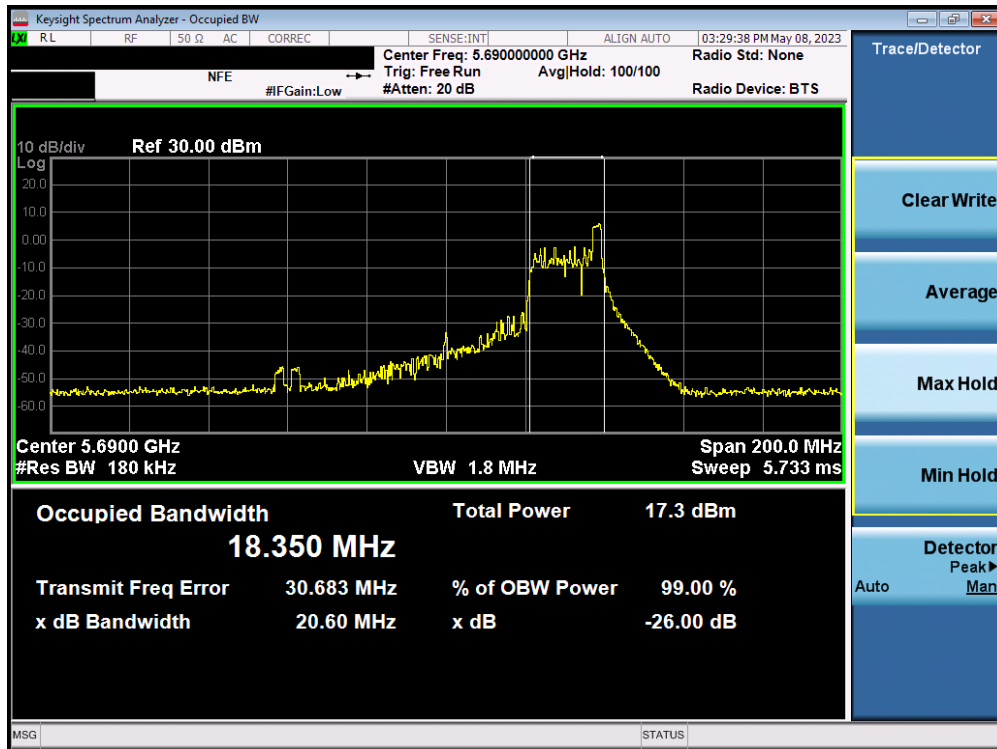 Keysight Spectrum Analyzer - Occupied BW
LXI RL RF 50 Ω AC CORREC SENSE:INT ALIGN AUTO 03:29:38 PM May 08, 2023
Center Freq: 5.690000000 GHz Radio Std: None
NFE Trig: Free Run Avg|Hold: 100/100
#IFGain:Low #Atten: 20 dB Radio Device: BTS
10 dB/div Ref 30.00 dBm
Log
20.0
10.0
0.00
-10.0
-20.0
-30.0
-40.0
-50.0
-60.0
Center 5.6900 GHz Span 200.0 MHz
#Res BW 180 kHz VBW 1.8 MHz Sweep 5.733 ms
Occupied Bandwidth Total Power 17.3 dBm
18.350 MHz
Transmit Freq Error 30.683 MHz % of OBW Power 99.00 %
x dB Bandwidth 20.60 MHz x dB -26.00 dB
MSG STATUS
Trace/Detector
Clear Write
Average
Max Hold
Min Hold
Detector
Peak▶
Auto Man